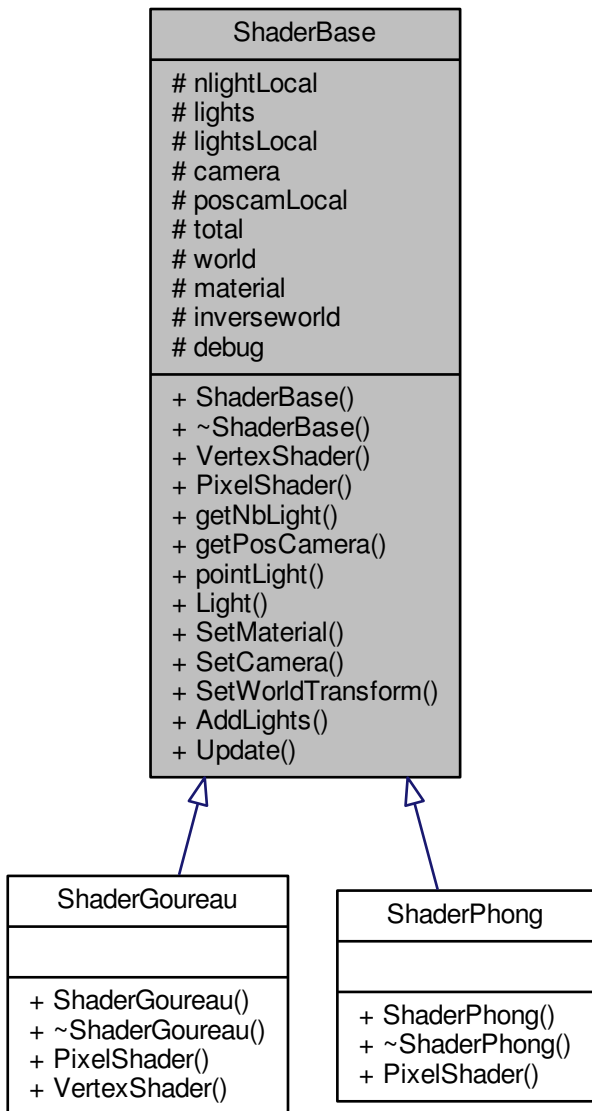 ShaderBase
# nlightLocal
# lights
# lightsLocal
# camera
# poscamLocal
# total
# world
# material
# inverseworld
# debug
+ ShaderBase()
+ ~ShaderBase()
+ VertexShader()
+ PixelShader()
+ getNbLight()
+ getPosCamera()
+ pointLight()
+ Light()
+ SetMaterial()
+ SetCamera()
+ SetWorldTransform()
+ AddLights()
+ Update()
ShaderGoureau
+ ShaderGoureau()
+ ~ShaderGoureau()
+ PixelShader()
+ VertexShader()
ShaderPhong
+ ShaderPhong()
+ ~ShaderPhong()
+ PixelShader()